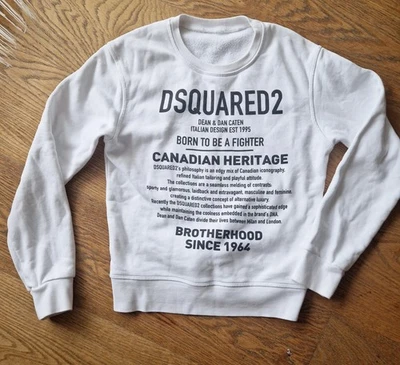 DSQUARED2
DEAN & DAN CATEN
ITALIAN DESIGN EST 1995
BORN TO BE A FIGHTER
CANADIAN HERITAGE
DSQUARED2's philosophy is an edgy mix of Canadian iconography,
refined Italian tailoring and playful attitude.
The collections are a seamless melding of contrasts:
sporty and glamorous, laidback and extravagant, masculine and feminine,
creating a distinctive concept of alternative luxury.
Recently the DSQUARED2 collections have gained a sophisticated edge
while maintaining the coolness embedded in the brand's DNA.
Dean and Dan Caten divide their lives between Milan and London.
BROTHERHOOD
SINCE 1964